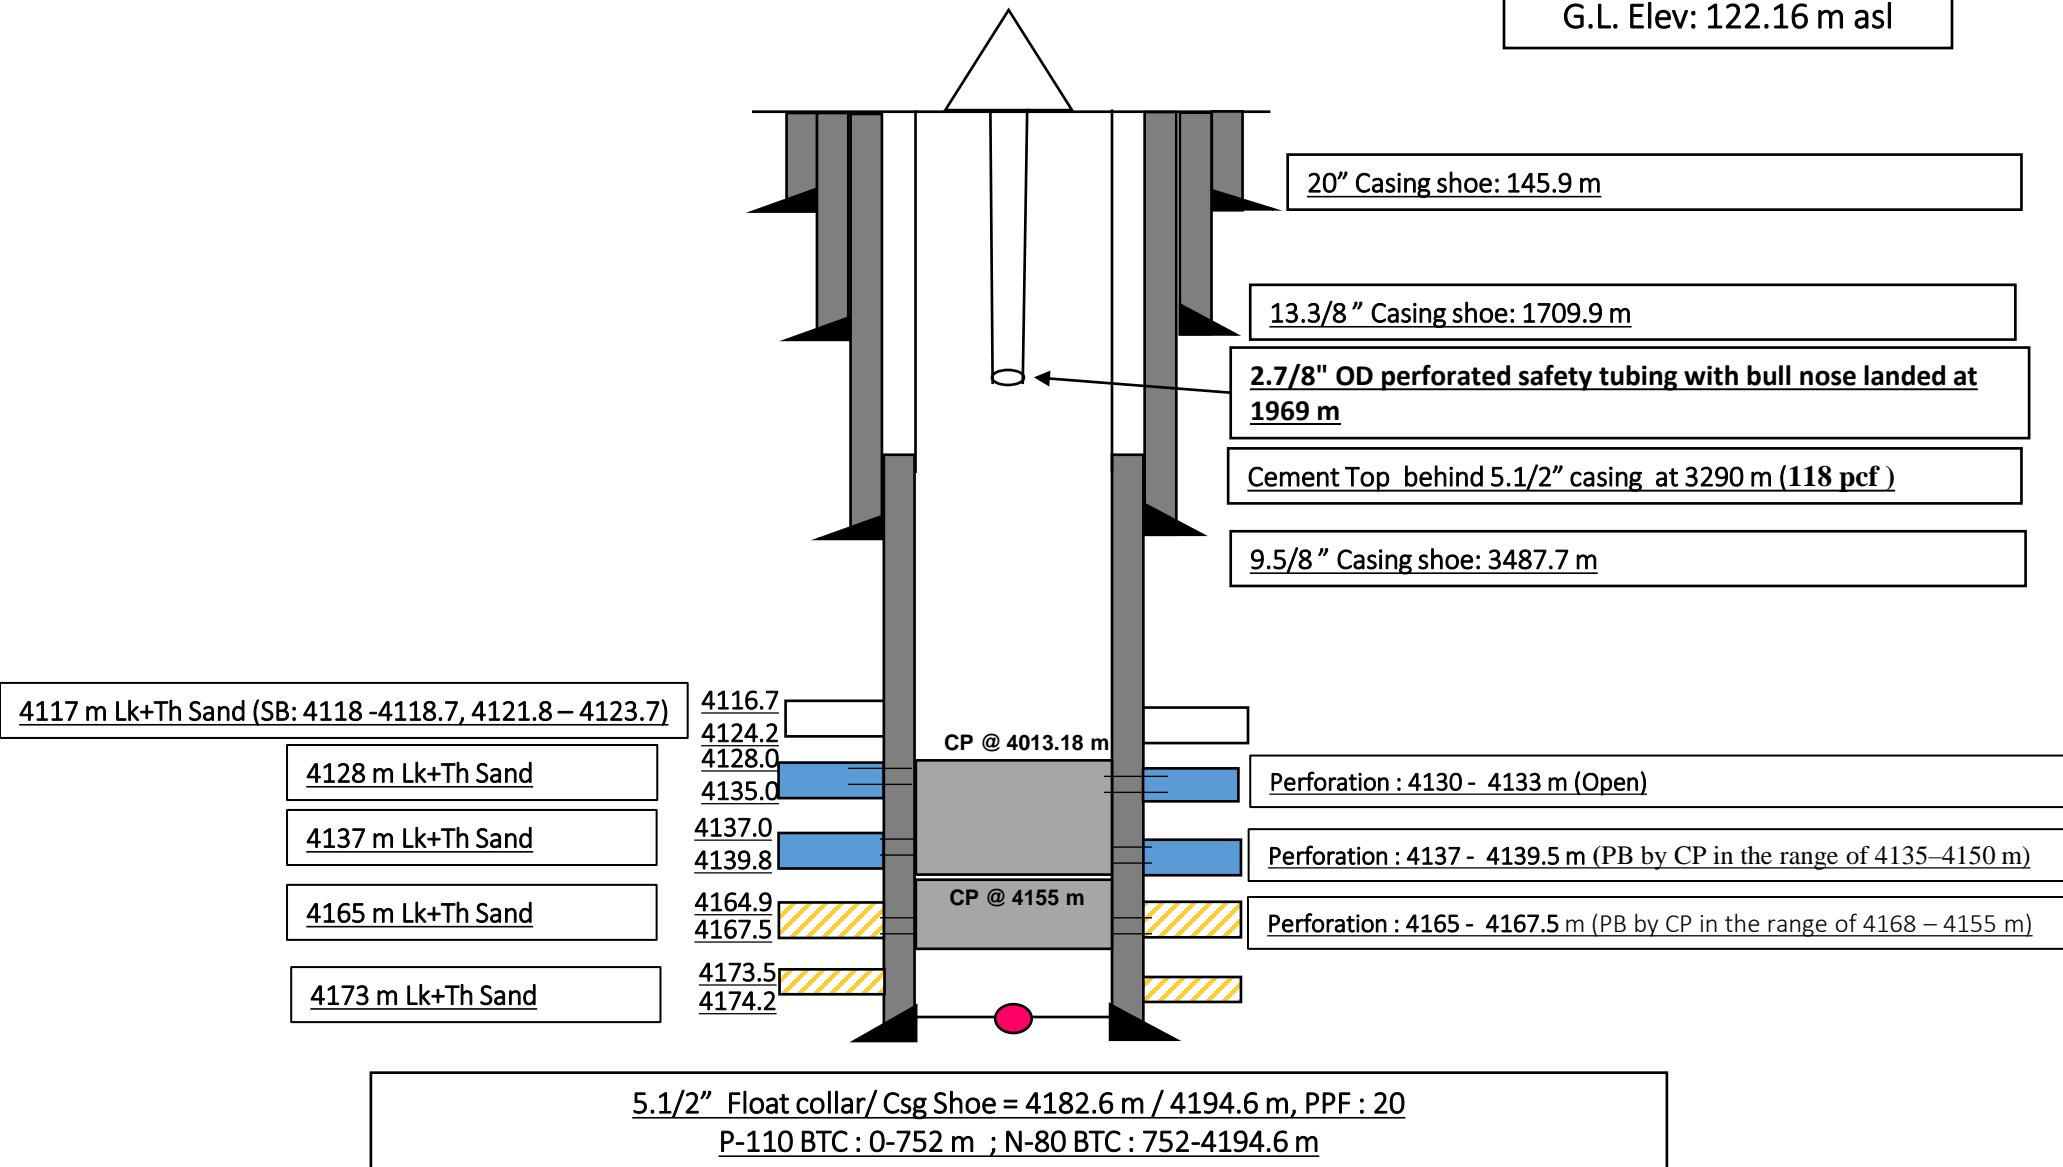 G.L. Elev: 122.16 m asl
20” Casing shoe: 145.9 m
13.3/8 ” Casing shoe: 1709.9 m
2.7/8" OD perforated safety tubing with bull nose landed at
1969 m
Cement Top  behind 5.1/2” casing  at 3290 m (118 pcf )
9.5/8 ” Casing shoe: 3487.7 m
4117 m Lk+Th Sand (SB: 4118 -4118.7, 4121.8 – 4123.7)
4116.7
4124.2
CP @ 4013.18 m
4128 m Lk+Th Sand
4128.0
4135.0
Perforation : 4130 -  4133 m (Open)
4137 m Lk+Th Sand
4137.0
4139.8
Perforation : 4137 -  4139.5 m (PB by CP in the range of 4135–4150 m)
CP @ 4155 m
4165 m Lk+Th Sand
4164.9
4167.5
Perforation : 4165 -  4167.5 m (PB by CP in the range of 4168 – 4155 m)
4173 m Lk+Th Sand
4173.5
4174.2
5.1/2”  Float collar/ Csg Shoe = 4182.6 m / 4194.6 m, PPF : 20
P-110 BTC : 0-752 m  ; N-80 BTC : 752-4194.6 m